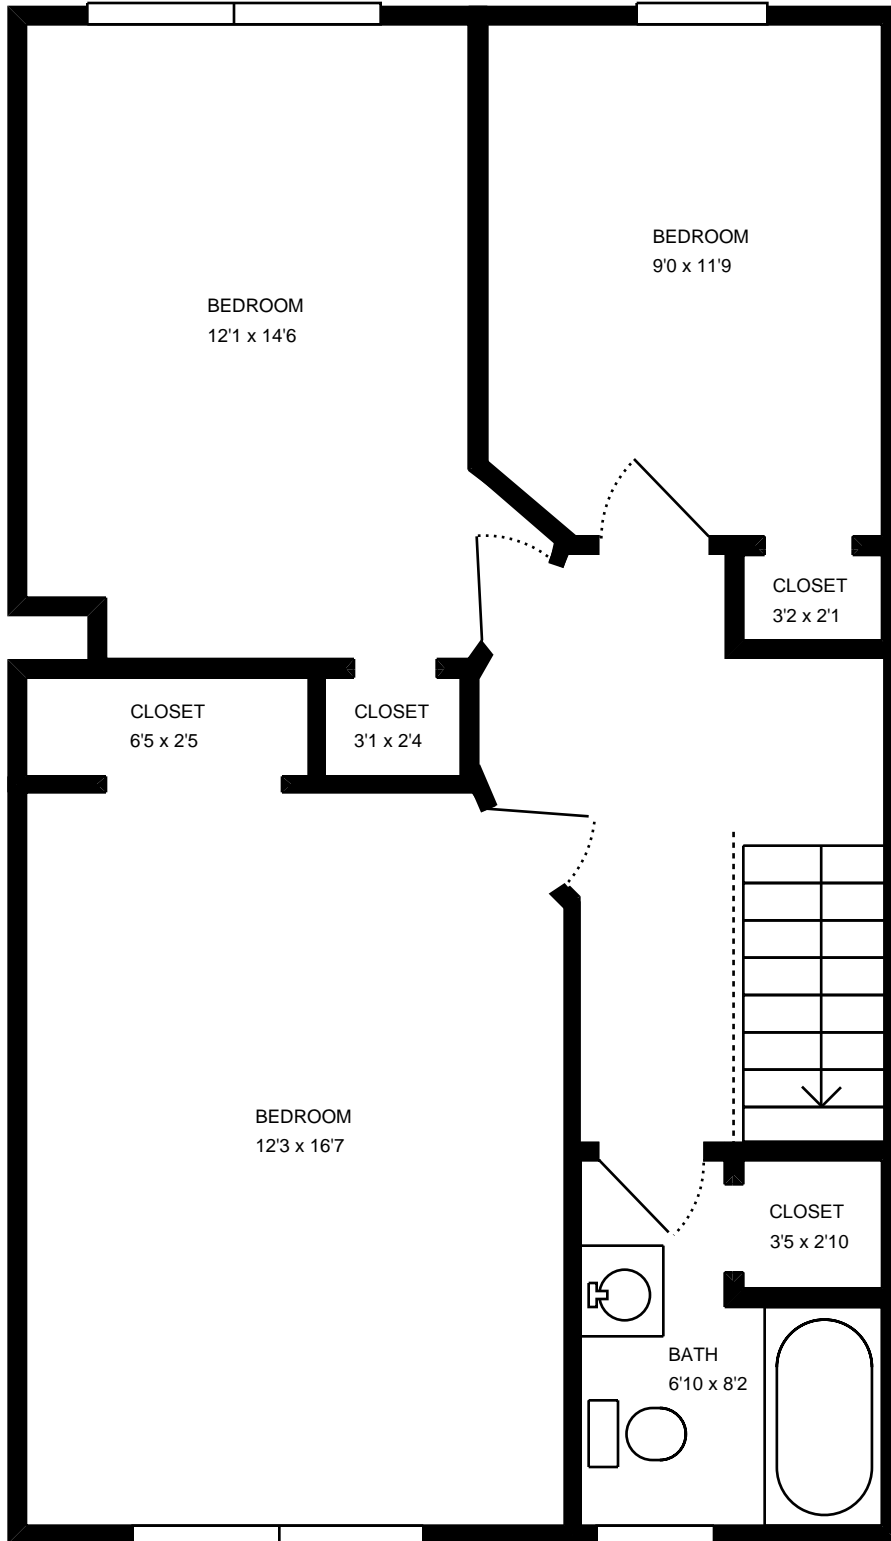 BEDROOM
9'0 x 11'9
BEDROOM
12'1 x 14'6
CLOSET
3'2 x 2'1
CLOSET
6'5 x 2'5
CLOSET
3'1 x 2'4
BEDROOM
12'3 x 16'7
CLOSET
3'5 x 2'10
BATH
6'10 x 8'2